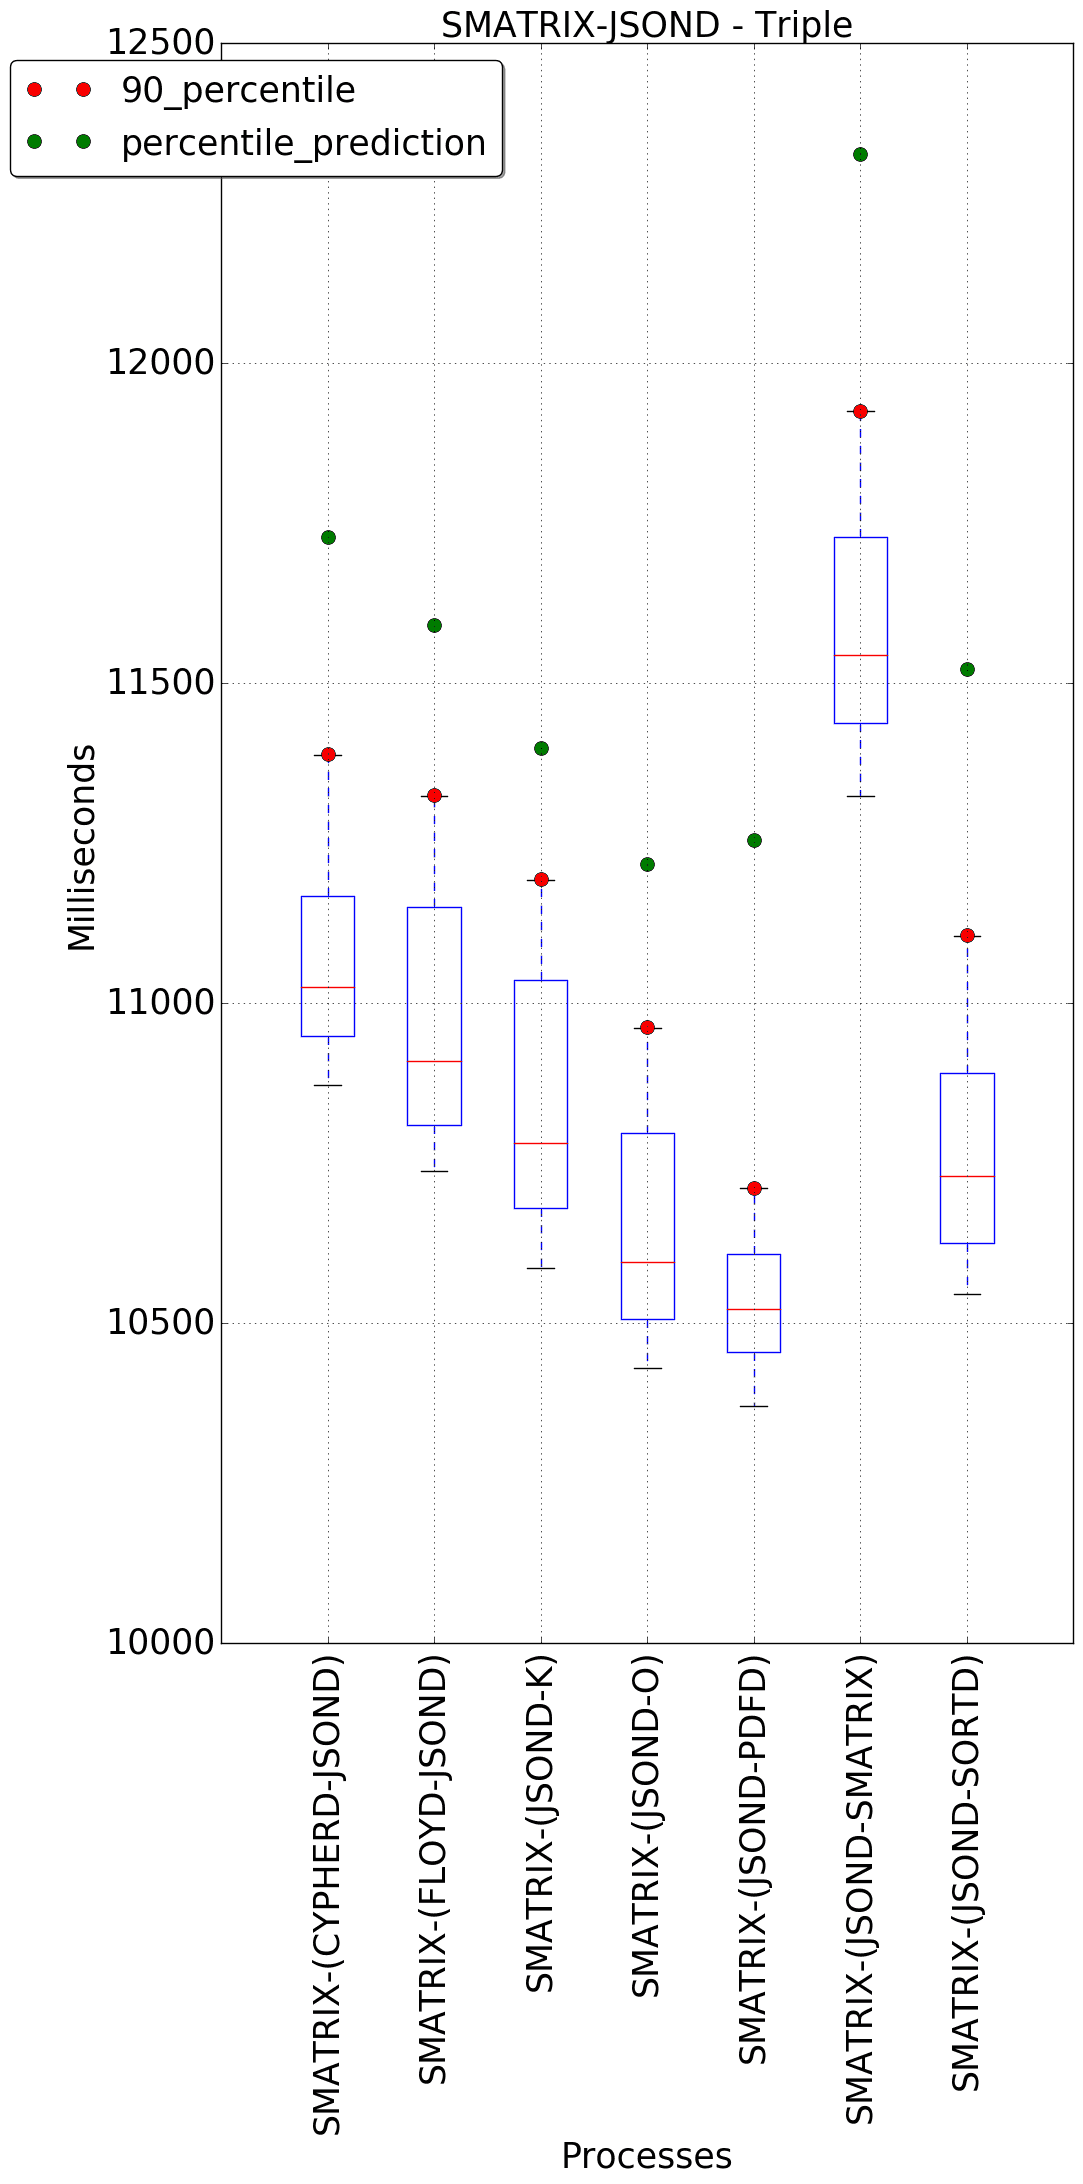 SMATRIX-JSOND - Triple
12500
90_percentile
percentile_prediction
12000
11500
11000
10500
10000
Milliseconds
SMATRIX-(CYPHERD-JSOND)
SMATRIX-(FLOYD-JSOND)
SMATRIX-(JSOND-K)
SMATRIX-(JSOND-O)
SMATRIX-(JSOND-PDFD)
SMATRIX-(JSOND-SMATRIX)
SMATRIX-(JSOND-SORTD)
Processes